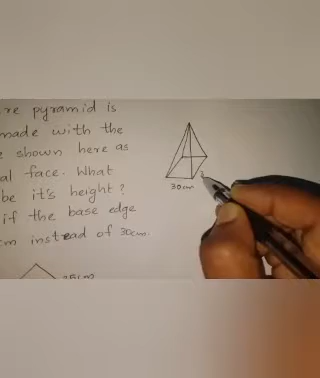 re pyramid is
made with the
shown here as
al face. What
be it's height?
if the base edge
cm instead of 30cm.
30cm